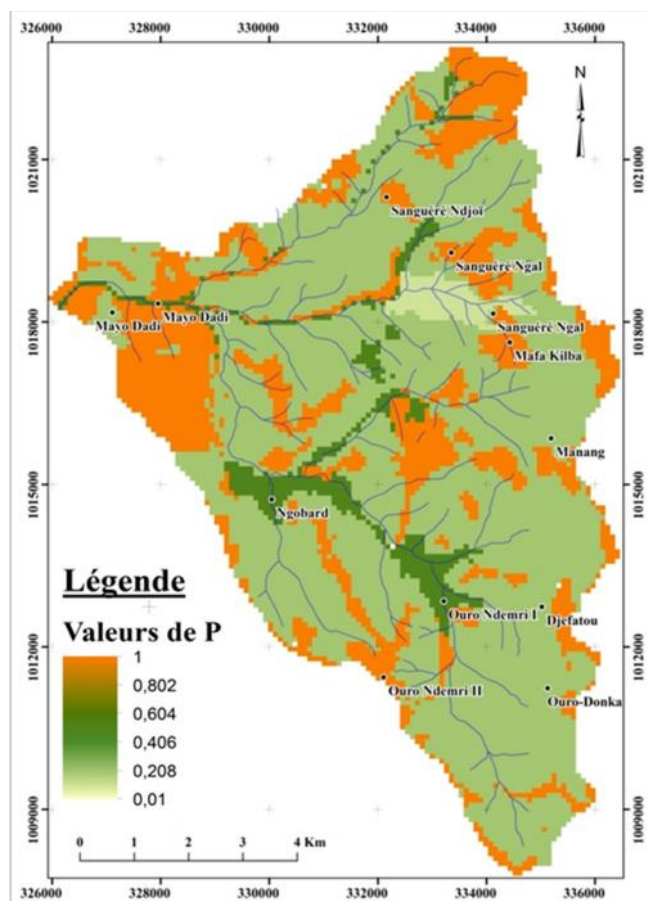 326000 328000 330000 332000 334000 336000
N
1021000
1021000
Sanguéré Ndjoï
Sanguéré Ngal
Mayo Dadi
Mayo Dadi
Sanguéré Ngal
1018000
1018000
Mafa Kilba
Manang
1015000
1015000
Ngobard
Légende
Ouro Ndemri I
Djefatou
Valeurs de P
1012000
1012000
1
0,802
0,604
0,406
0,208
0,01
Ouro Ndemri II
Ouro-Donka
1009000
1009000
0 1 2 3 4 Km
326000 328000 330000 332000 334000 336000